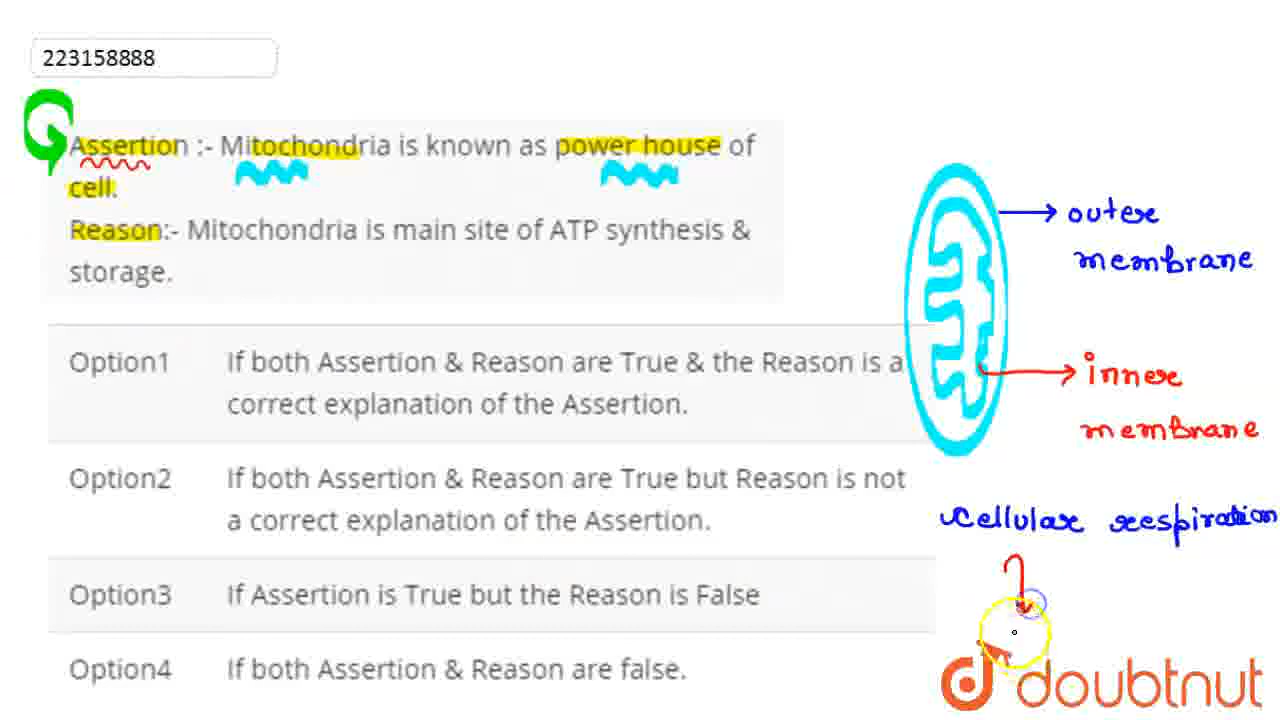 223158888
Assertion :- Mitochondria is known as power house of
cell.
Reason:- Mitochondria is main site of ATP synthesis &
storage.
Option1 If both Assertion & Reason are True & the Reason is a
correct explanation of the Assertion.
Option2 If both Assertion & Reason are True but Reason is not
a correct explanation of the Assertion.
Option3 If Assertion is True but the Reason is False
Option4 If both Assertion & Reason are false.
outer
membrane
inner
membrane
Cellular respiration
doubtnut